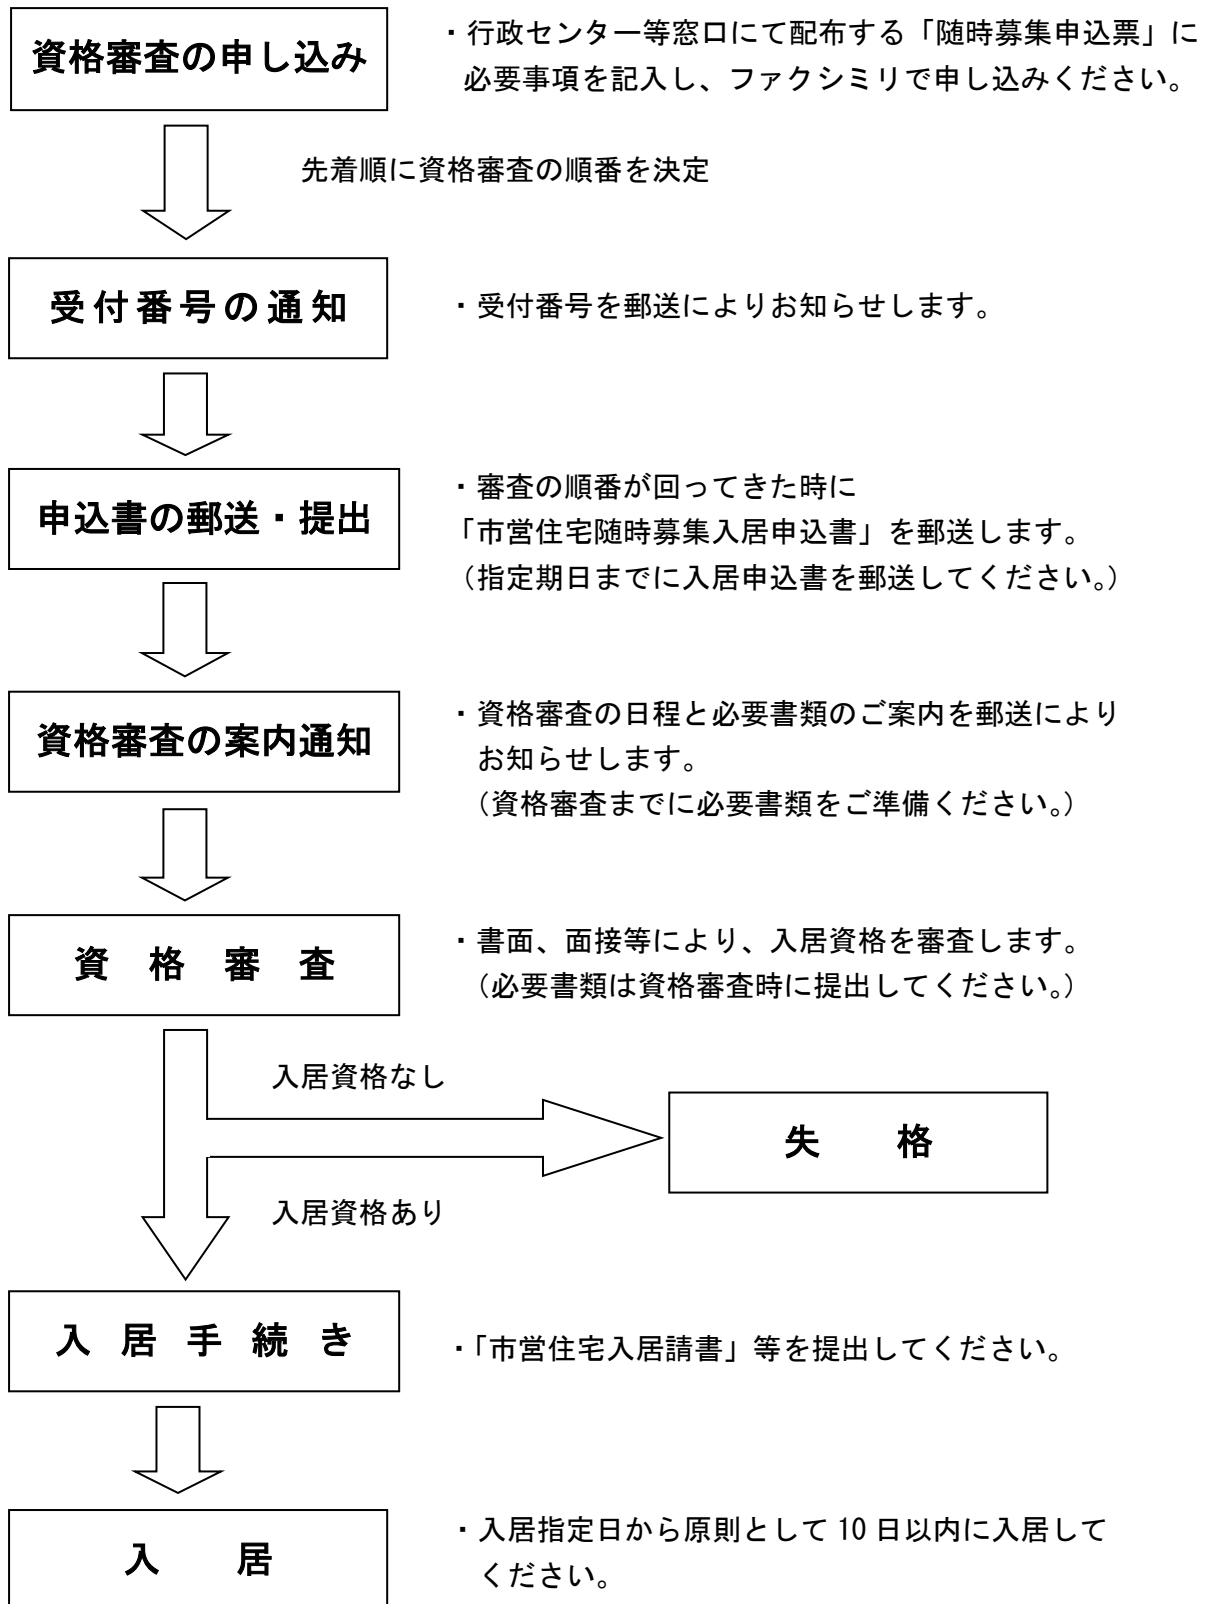 資格審査の申し込み
・行政センター等窓口にて配布する「随時募集申込票」に
必要事項を記入し、ファクシミリで申し込みください。
先着順に資格審査の順番を決定
受付番号の通知
・受付番号を郵送によりお知らせします。
申込書の郵送・提出
・審査の順番が回ってきた時に
「市営住宅随時募集入居申込書」を郵送します。
（指定期日までに入居申込書を郵送してください。）
資格審査の案内通知
・資格審査の日程と必要書類のご案内を郵送により
お知らせします。
（資格審査までに必要書類をご準備ください。）
資　格　審　査
・書面、面接等により、入居資格を審査します。
（必要書類は資格審査時に提出してください。）
入居資格なし
失　　格
入居資格あり
入 居 手 続 き
・「市営住宅入居請書」等を提出してください。
入　　居
・入居指定日から原則として 10 日以内に入居して
ください。